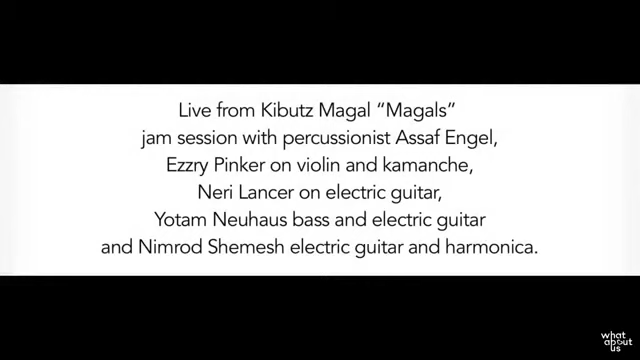 Live from Kibutz Magal “Magals”
jam session with percussionist Assaf Engel,
Ezzry Pinker on violin and kamanche,
Neri Lancer on electric guitar,
Yotam Neuhaus bass and electric guitar
and Nimrod Shemesh electric guitar and harmonica.
what
about
us